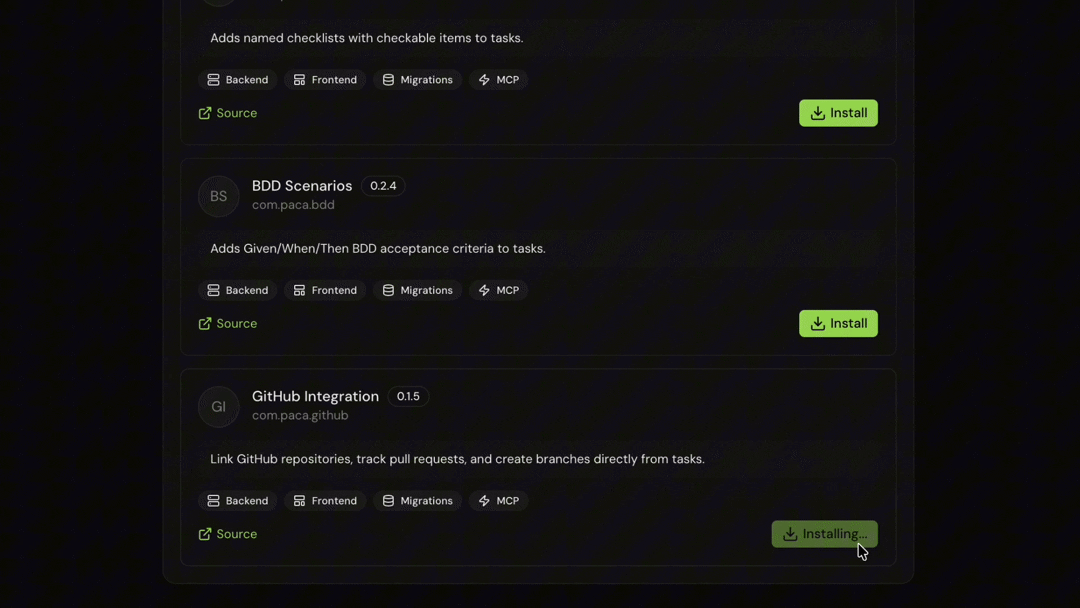 Adds named checklists with checkable items to tasks.
Backend Frontend Migrations MCP
Source Install
BS BDD Scenarios 0.2.4
com.paca.bdd
Adds Given/When/Then BDD acceptance criteria to tasks.
Backend Frontend Migrations MCP
Source Install
GI GitHub Integration 0.1.5
com.paca.github
Link GitHub repositories, track pull requests, and create branches directly from tasks.
Backend Frontend Migrations MCP
Source Installing...